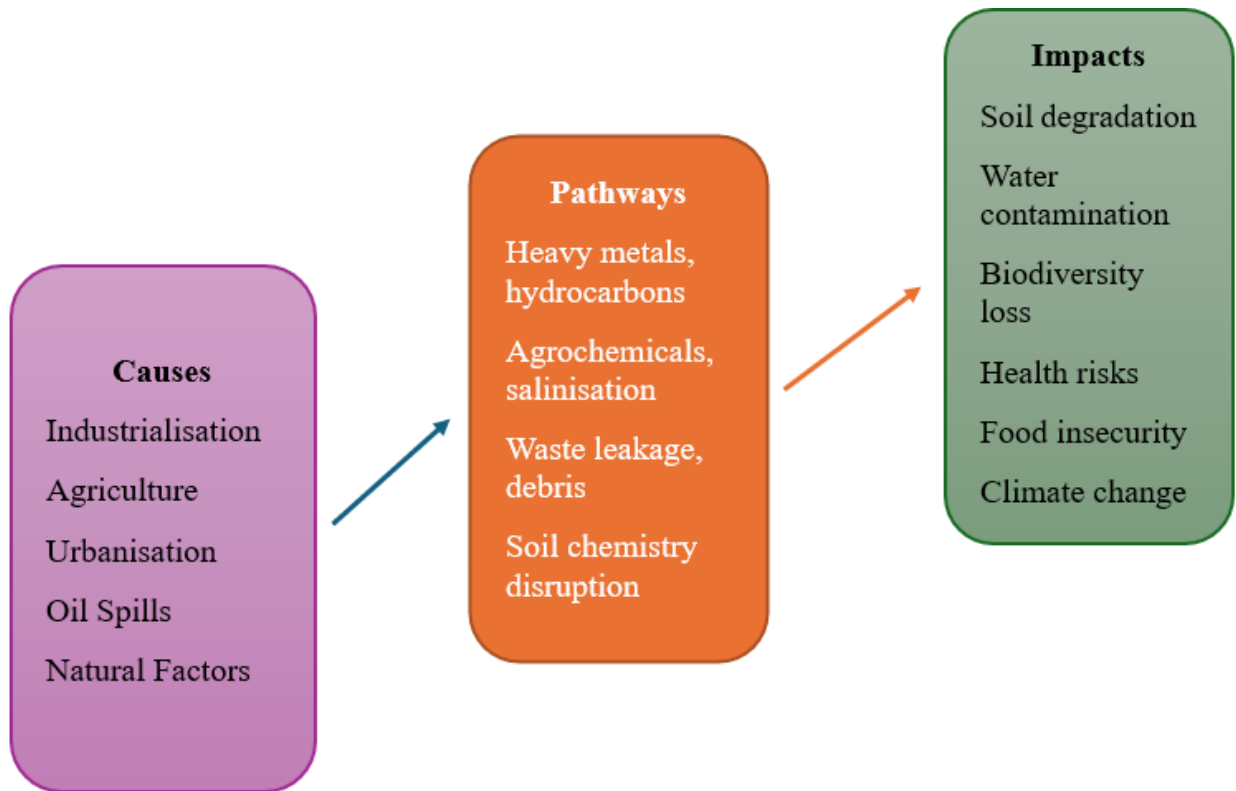 Causes
Industrialisation
Agriculture
Urbanisation
Oil Spills
Natural Factors
Pathways
Heavy metals,
hydrocarbons
Agrochemicals,
salinisation
Waste leakage,
debris
Soil chemistry
disruption
Impacts
Soil degradation
Water
contamination
Biodiversity
loss
Health risks
Food insecurity
Climate change